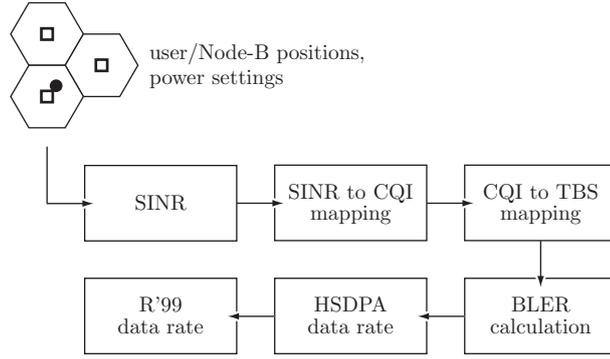 user/Node-B positions,
power settings
SINR
SINR to CQI
mapping
CQI to TBS
mapping
R'99
data rate
HSDPA
data rate
BLER
calculation